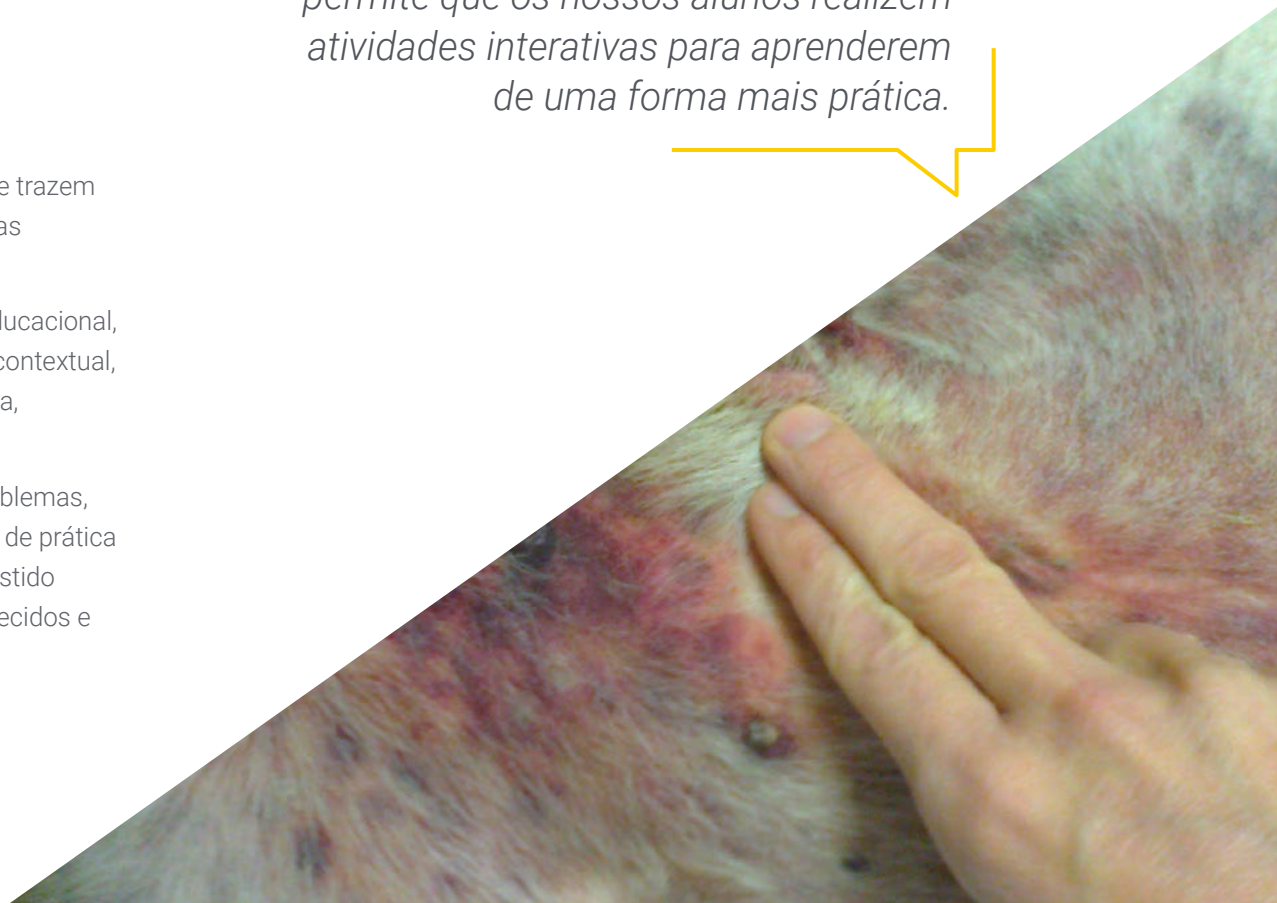 permite que os nossos alunos realizem
atividades interativas para aprenderem
de uma forma mais prática.
e trazem
as
ducacional,
contextual,
a,
blemas,
de prática
stido
ecidos e